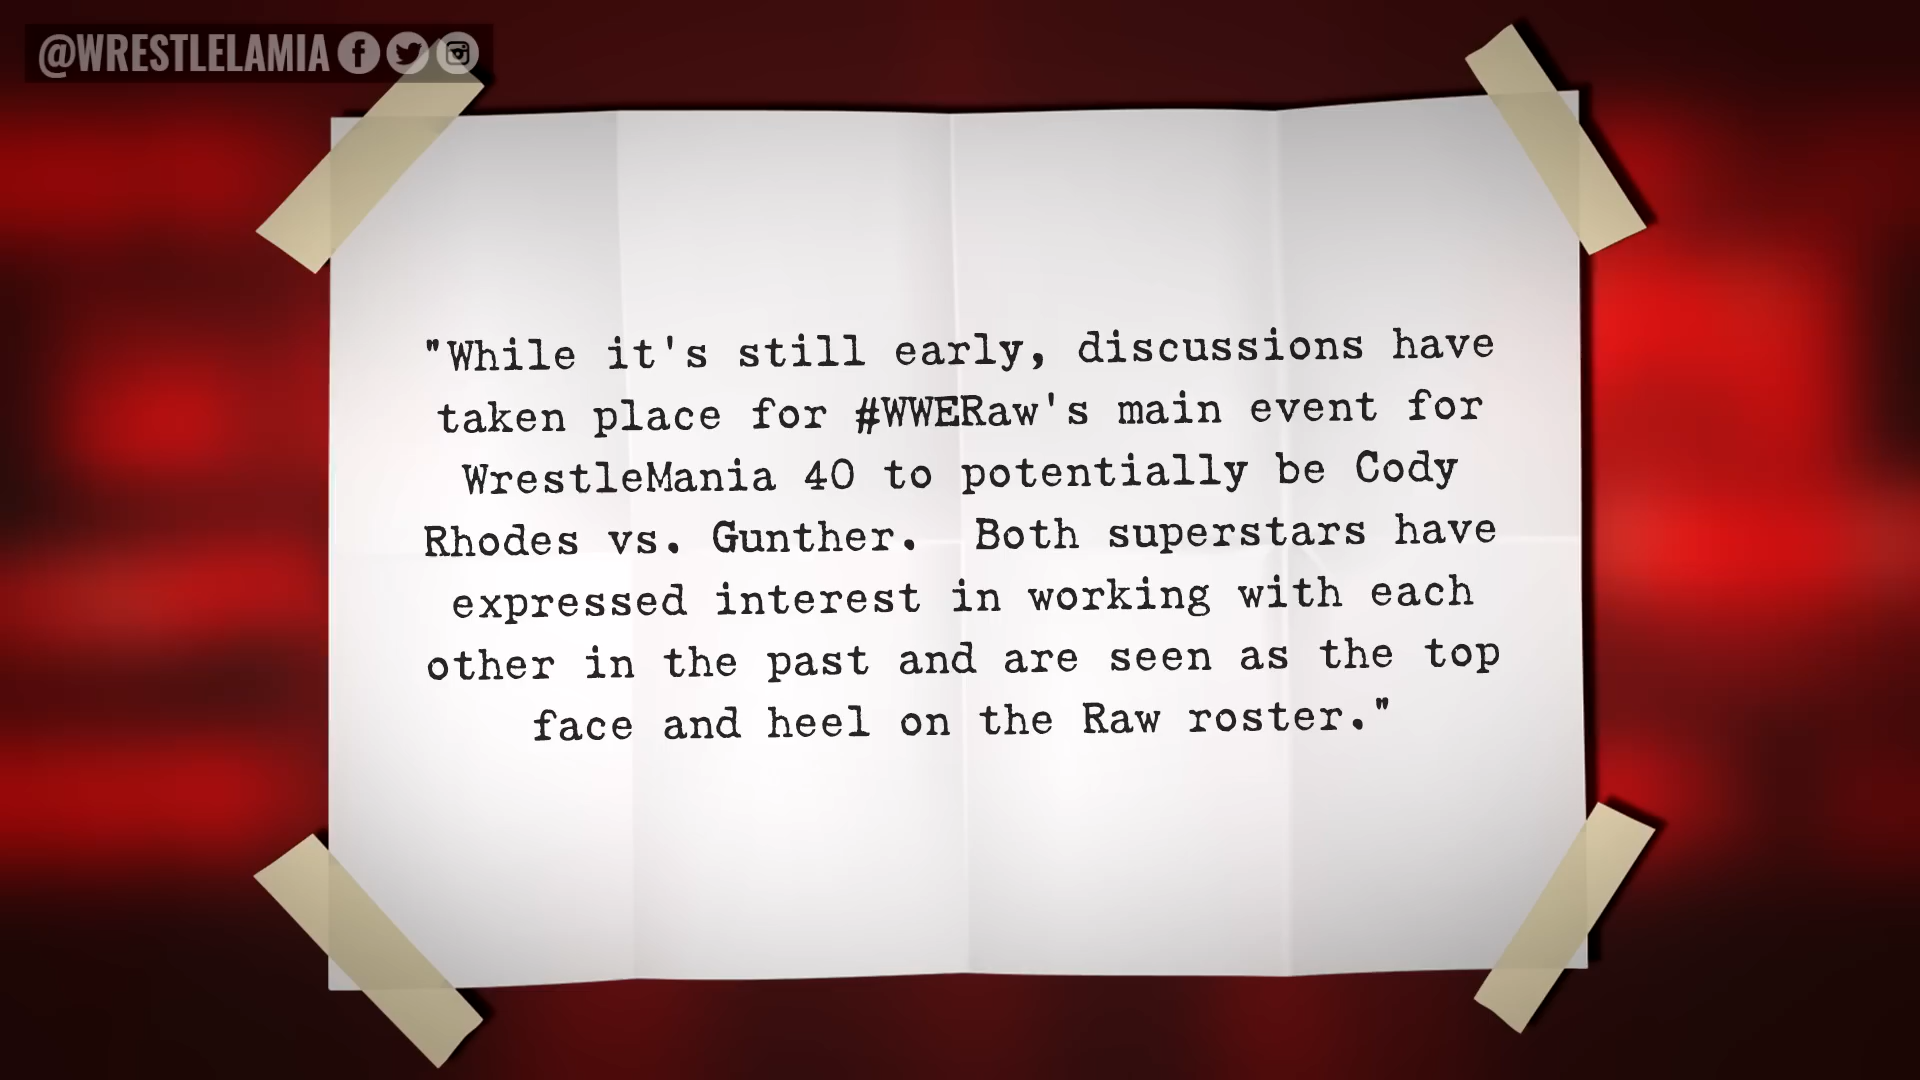 @WRESTLELAMIA
"While it's still early, discussions have
taken place for #WWERaw's main event for
WrestleMania 40 to potentially be Cody
Rhodes vs. Gunther.  Both superstars have
expressed interest in working with each
other in the past and are seen as the top
face and heel on the Raw roster."